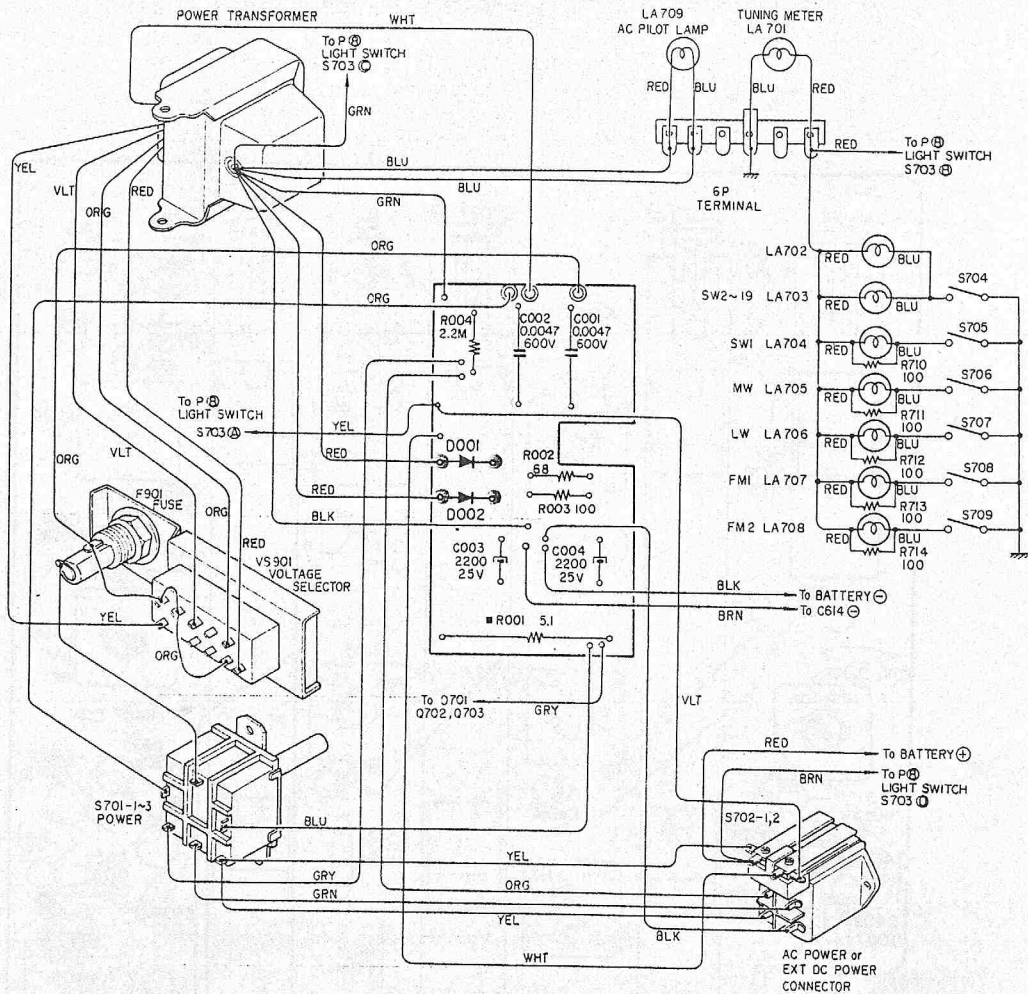 POWER TRANSFORMER
WHT
To P Ⓡ
LIGHT SWITCH
S703 Ⓒ
GRN
LA709
AC PILOT LAMP
TUNING METER
LA 701
RED
BLU
BLU
RED
RED
To P Ⓡ
LIGHT SWITCH
S703 Ⓑ
6P
TERMINAL
YEL
VLT
ORG
RED
BLU
BLU
GRN
ORG
ORG
LA702
RED
BLU
SW2~19 LA703
RED
BLU
S704
SW1 LA704
RED
BLU
R710
100
S705
MW LA705
RED
BLU
R711
100
S706
LW LA706
RED
BLU
R712
100
S707
FM1 LA707
RED
BLU
R713
100
S708
FM2 LA708
RED
BLU
R714
100
S709
R004
2.2M
C002
0.0047
600V
C001
0.0047
600V
To P Ⓡ
LIGHT SWITCH
S703 Ⓐ
YEL
RED
D001
RED
D002
BLK
R002
68
R003 100
C003
2200
25V
C004
2200
25V
BLK
To BATTERY ⊖
BRN
To C614 ⊖
■ R001 5.1
To Q701
Q702, Q703
GRY
VLT
ORG
VLT
F901
FUSE
ORG
RED
VS901
VOLTAGE
SELECTOR
YEL
ORG
S701-1~3
POWER
BLU
GRY
GRN
YEL
ORG
YEL
WHT
BLK
RED
To BATTERY ⊕
BRN
To P Ⓡ
LIGHT SWITCH
S703 Ⓓ
S702-1,2
AC POWER or
EXT DC POWER
CONNECTOR